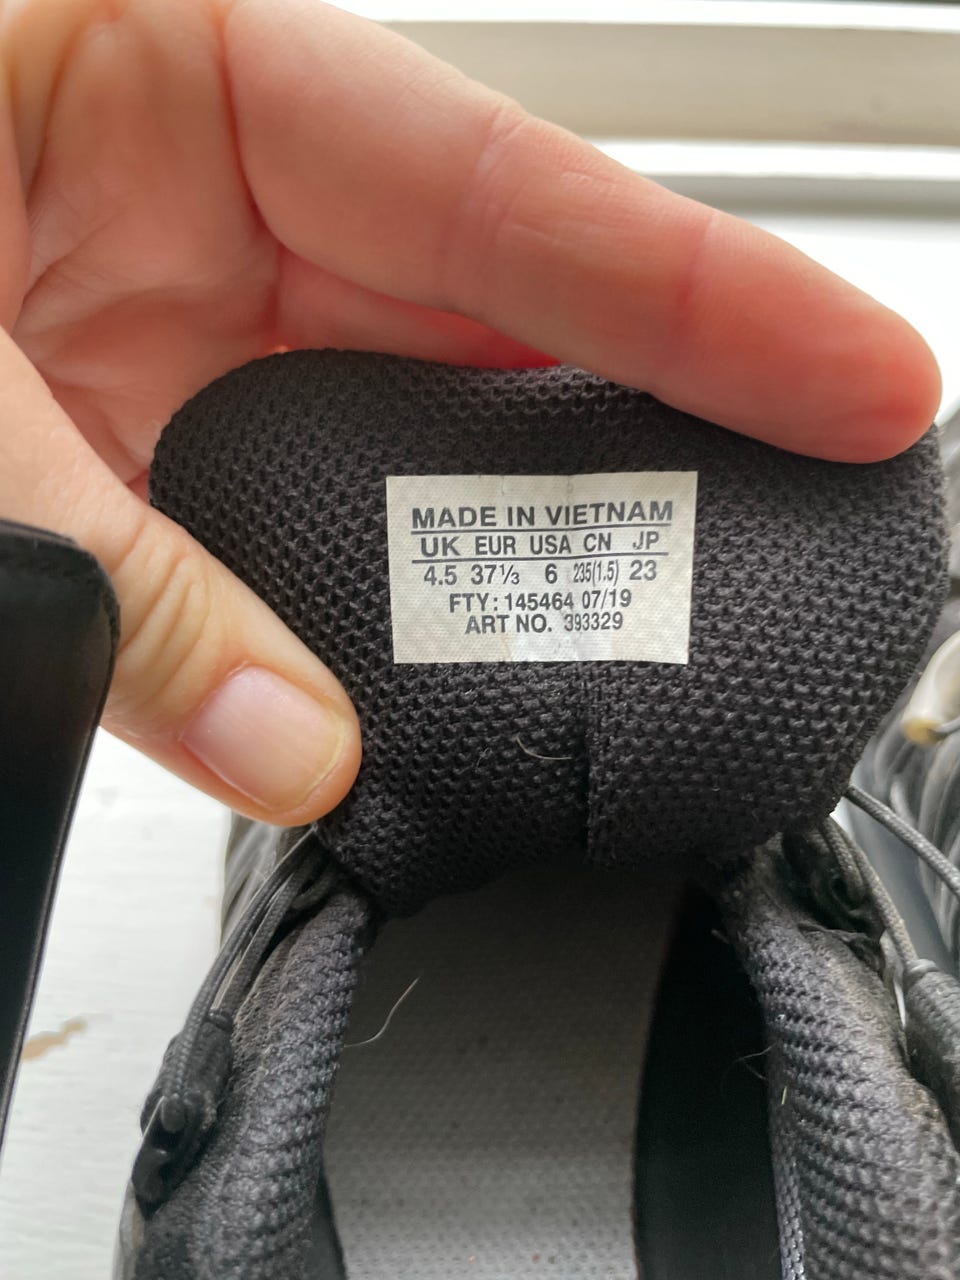 MADE IN VIETNAM
UK EUR USA CN JP
4.5 37⅓ 6 235(1.5) 23
FTY: 145464 07/19
ART NO. 393329